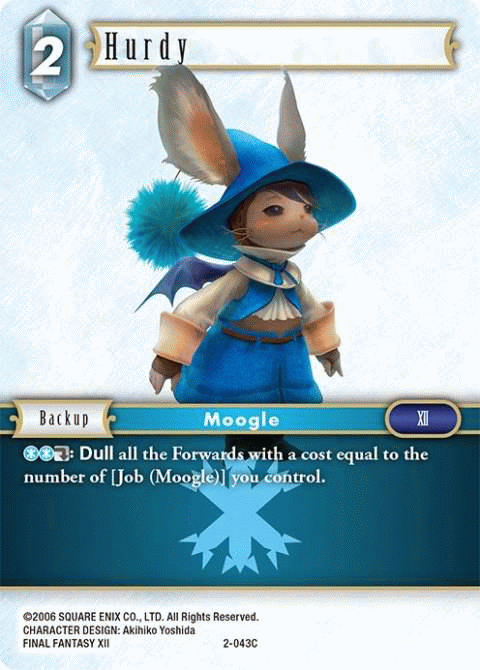 2
Hurdy
Backup
Moogle
XII
: Dull all the Forwards with a cost equal to the
number of [Job (Moogle)] you control.
©2006 SQUARE ENIX CO., LTD. All Rights Reserved.
CHARACTER DESIGN: Akihiko Yoshida
FINAL FANTASY XII
2-043C